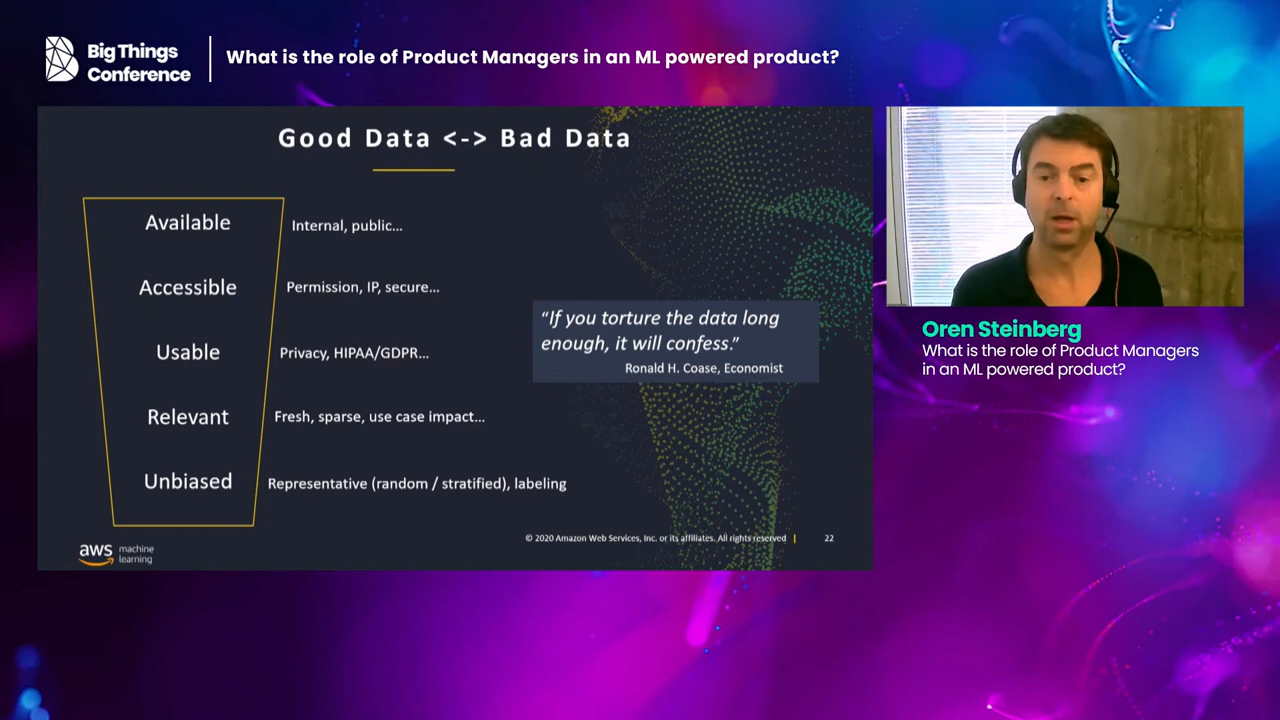 Big Things
Conference
What is the role of Product Managers in an ML powered product?
Good Data <-> Bad Data
Available
Internal, public...
Accessible
Permission, IP, secure...
Usable
Privacy, HIPAA/GDPR...
Relevant
Fresh, sparse, use case impact...
Unbiased
Representative (random / stratified), labeling
“If you torture the data long
enough, it will confess.”
Ronald H. Coase, Economist
aws machine
learning
© 2020 Amazon Web Services, Inc. or its affiliates. All rights reserved | 22
Oren Steinberg
What is the role of Product Managers
in an ML powered product?